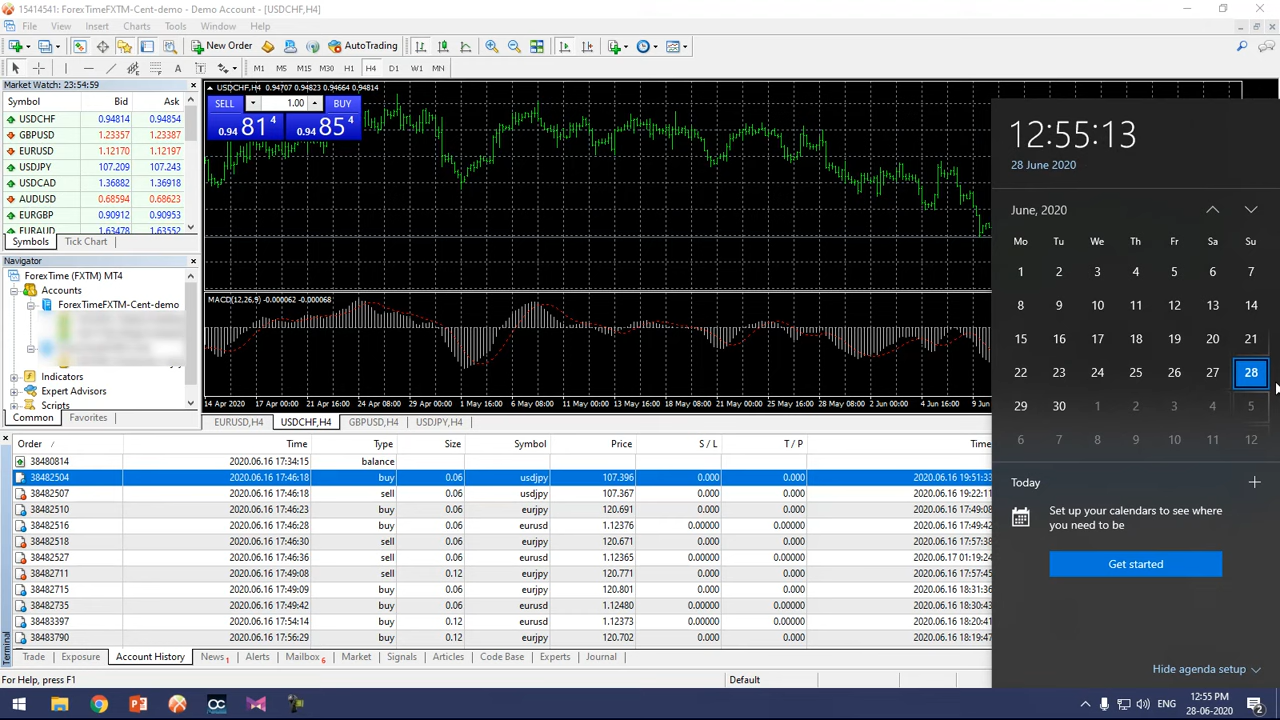 15414541: ForexTimeFXTM-Cent-demo - Demo Account - [USDCHF,H4]
File View Insert Charts Tools Window Help
New Order AutoTrading
M1 M5 M15 M30 H1 H4 D1 W1 MN
Market Watch: 23:54:59
Symbol Bid Ask
USDCHF 0.94814 0.94854
GBPUSD 1.23357 1.23387
EURUSD 1.12170 1.12197
USDJPY 107.209 107.243
USDCAD 1.36882 1.36918
AUDUSD 0.68594 0.68623
EURGBP 0.90912 0.90953
EURAUD 1.63478 1.63552
Symbols Tick Chart
Navigator
ForexTime (FXTM) MT4
Accounts
ForexTimeFXTM-Cent-demo
Indicators
Expert Advisors
Scripts
Common Favorites
USDCHF,H4 0.94707 0.94823 0.94664 0.94814
SELL 1.00 BUY
0.94 81 4 0.94 85 4
MACD(12,26,9) -0.000062 -0.000068
14 Apr 2020 17 Apr 00:00 21 Apr 16:00 24 Apr 08:00 29 Apr 00:00 1 May 16:00 6 May 08:00 11 May 00:00 13 May 16:00 18 May 08:00 21 May 00:00 25 May 16:00 28 May 08:00 2 Jun 00:00 4 Jun 16:00 9 Jun
EURUSD,H4 USDCHF,H4 GBPUSD,H4 USDJPY,H4
Order Time Type Size Symbol Price S / L T / P Time
38480814 2020.06.16 17:34:15 balance
38482504 2020.06.16 17:46:18 buy 0.06 usdjpy 107.396 0.000 0.000 2020.06.16 19:51:33
38482507 2020.06.16 17:46:18 sell 0.06 usdjpy 107.367 0.000 0.000 2020.06.16 19:22:11
38482510 2020.06.16 17:46:23 buy 0.06 eurjpy 120.691 0.000 0.000 2020.06.16 17:49:08
38482516 2020.06.16 17:46:28 buy 0.06 eurusd 1.12376 0.00000 0.00000 2020.06.16 17:49:42
38482518 2020.06.16 17:46:30 sell 0.06 eurjpy 120.671 0.000 0.000 2020.06.16 17:57:38
38482527 2020.06.16 17:46:36 sell 0.06 eurusd 1.12365 0.00000 0.00000 2020.06.17 01:19:24
38482711 2020.06.16 17:49:08 sell 0.12 eurjpy 120.771 0.000 0.000 2020.06.16 17:57:45
38482715 2020.06.16 17:49:09 buy 0.06 eurjpy 120.801 0.000 0.000 2020.06.16 18:31:36
38482735 2020.06.16 17:49:42 buy 0.06 eurusd 1.12480 0.00000 0.00000 2020.06.16 18:30:43
38483397 2020.06.16 17:54:14 buy 0.12 eurusd 1.12373 0.00000 0.00000 2020.06.16 18:20:41
38483790 2020.06.16 17:56:29 buy 0.12 eurjpy 120.702 0.000 0.000 2020.06.16 18:19:47
Terminal
Trade Exposure Account History News 1 Alerts Mailbox 6 Market Signals Articles Code Base Experts Journal
For Help, press F1 Default
12:55:13
28 June 2020
June, 2020
Mo Tu We Th Fr Sa Su
1 2 3 4 5 6 7
8 9 10 11 12 13 14
15 16 17 18 19 20 21
22 23 24 25 26 27 28
29 30 1 2 3 4 5
6 7 8 9 10 11 12
Today
Set up your calendars to see where
you need to be
Get started
Hide agenda setup
ENG
12:55 PM
28-06-2020
2